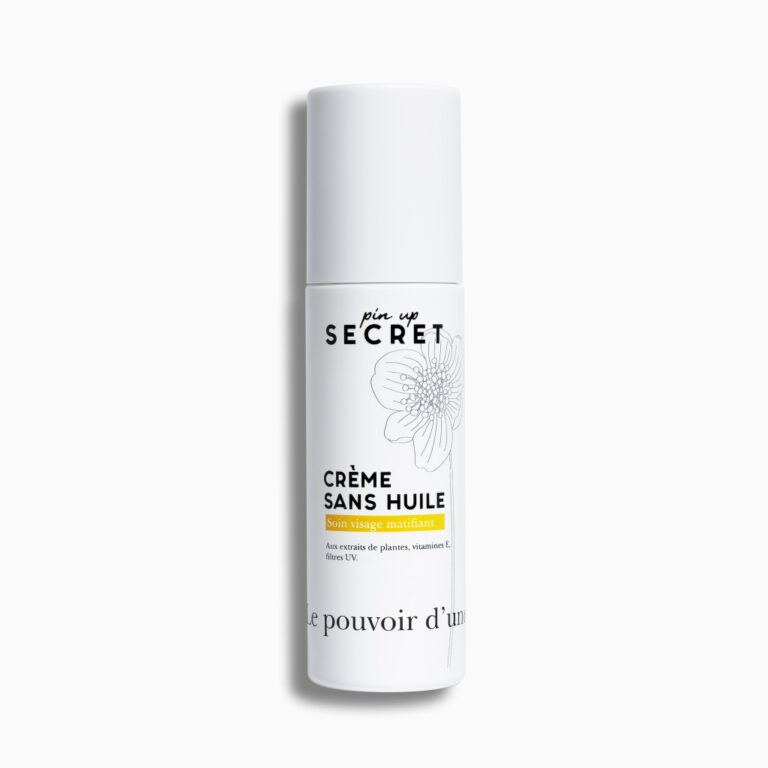 pin up
SECRET
CRÈME
SANS HUILE
Soin visage matifiant
Aux extraits de plantes, vitamines E,
filtres UV.
Le pouvoir d'une